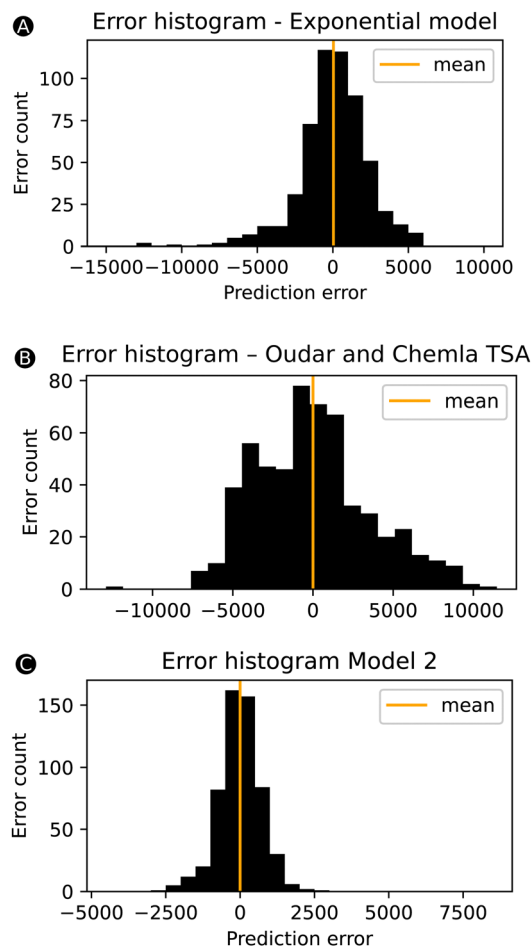 A Error histogram - Exponential model
mean
Error count
100
75
50
25
0
−15000 −10000 −5000 0 5000 10000
Prediction error
B Error histogram – Oudar and Chemla TSA
mean
Error count
80
60
40
20
0
−10000 −5000 0 5000 10000
C Error histogram Model 2
mean
Error count
150
100
50
0
−5000 −2500 0 2500 5000 7500
Prediction error